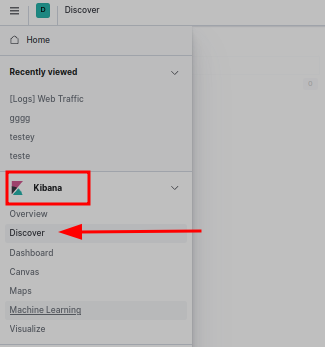 D Discover
Home
Recently viewed
[Logs] Web Traffic
gggg
testey
teste
Kibana
Overview
Discover
Dashboard
Canvas
Maps
Machine Learning
Visualize